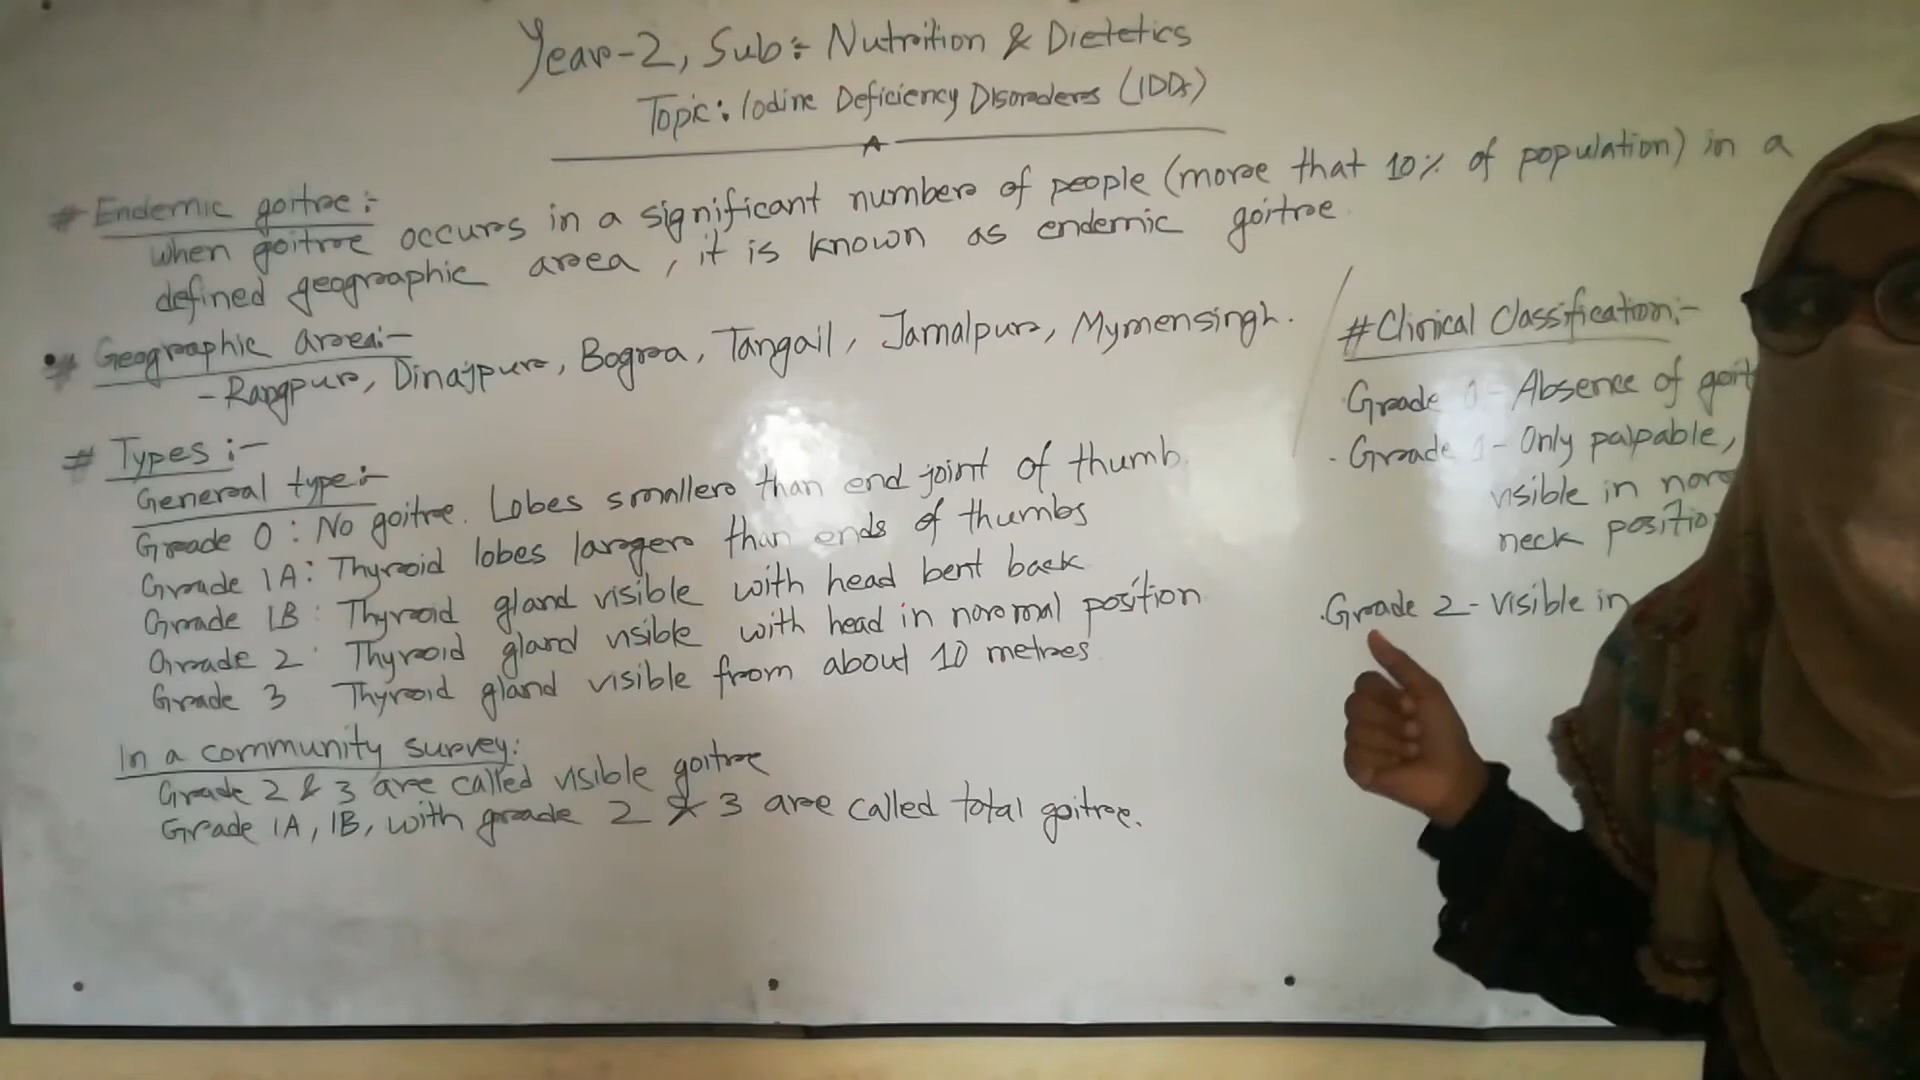 Year-2, Sub: Nutrition & Dietetics
Topic: Iodine Deficiency Disorders (IDDs)
# Endemic goitre:-
when goitre occurs in a significant number of people (more that 10% of population) in a
defined geographic area, it is known as endemic goitre
# Geographic area:-
- Rangpur, Dinajpur, Bogra, Tangail, Jamalpur, Mymensingh.
# Types:-
General type:-
Grade 0: No goitre. Lobes smaller than end joint of thumb.
Grade 1A: Thyroid lobes larger than ends of thumbs
Grade 1B: Thyroid gland visible with head bent back
Grade 2: Thyroid gland visible with head in normal position
Grade 3 Thyroid gland visible from about 10 metres
In a community survey:
Grade 2 & 3 are called visible goitre
Grade 1A, 1B, with grade 2 & 3 are called total goitre.
# Clinical Classification:-
Grade 0 - Absence of goit
Grade 1 - Only palpable,
visible in nor
neck positio
Grade 2 - visible in